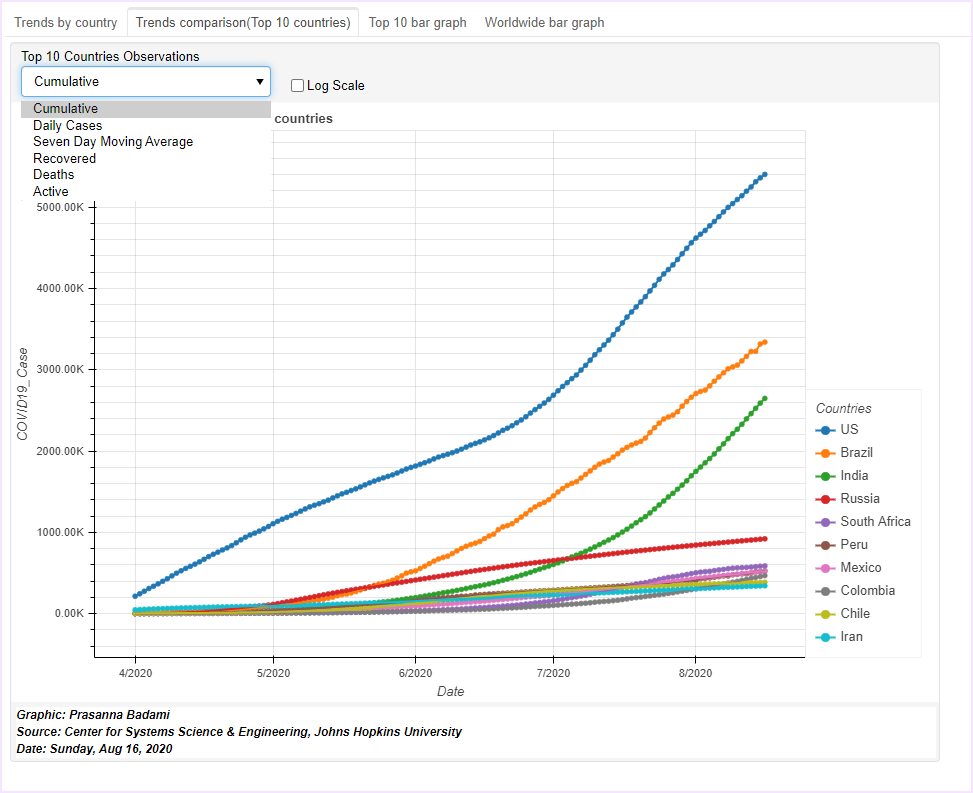 Trends by country
Trends comparison(Top 10 countries)
Top 10 bar graph
Worldwide bar graph
Top 10 Countries Observations
Cumulative
Log Scale
Cumulative
Daily Cases
Seven Day Moving Average
Recovered
Deaths
Active
countries
5000.00K
4000.00K
3000.00K
2000.00K
1000.00K
0.00K
COVID19_Case
4/2020
5/2020
6/2020
7/2020
8/2020
Date
Countries
US
Brazil
India
Russia
South Africa
Peru
Mexico
Colombia
Chile
Iran
Graphic: Prasanna Badami
Source: Center for Systems Science & Engineering, Johns Hopkins University
Date: Sunday, Aug 16, 2020